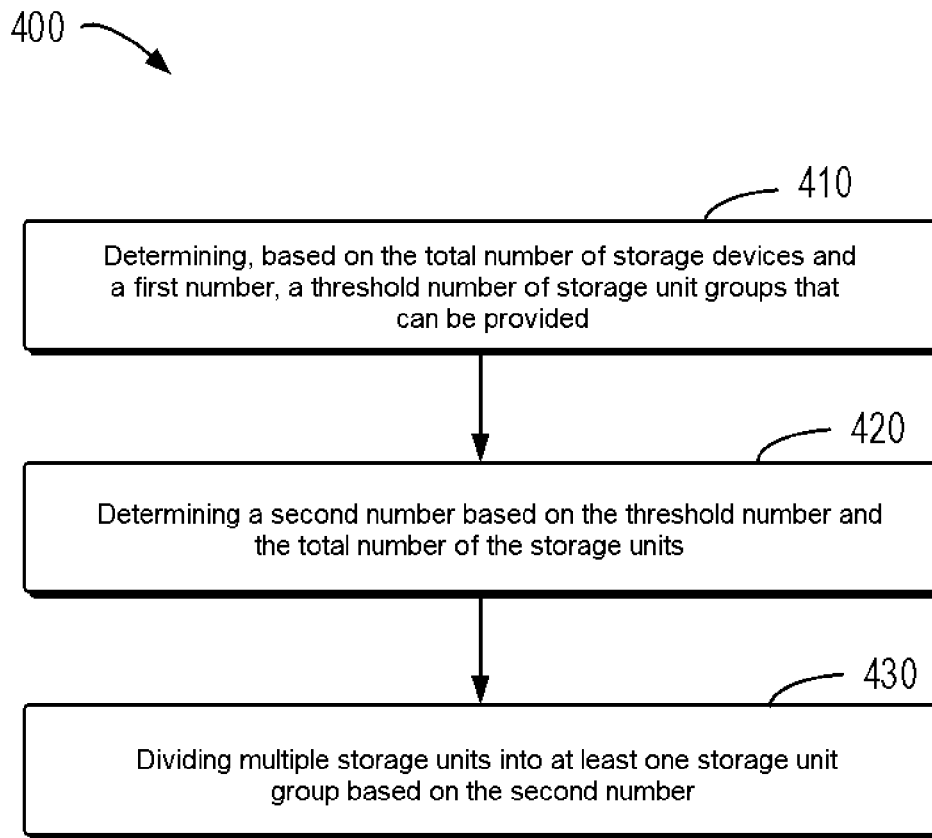 400
410
Determining, based on the total number of storage devices and
a first number, a threshold number of storage unit groups that
can be provided
420
Determining a second number based on the threshold number and
the total number of the storage units
430
Dividing multiple storage units into at least one storage unit
group based on the second number